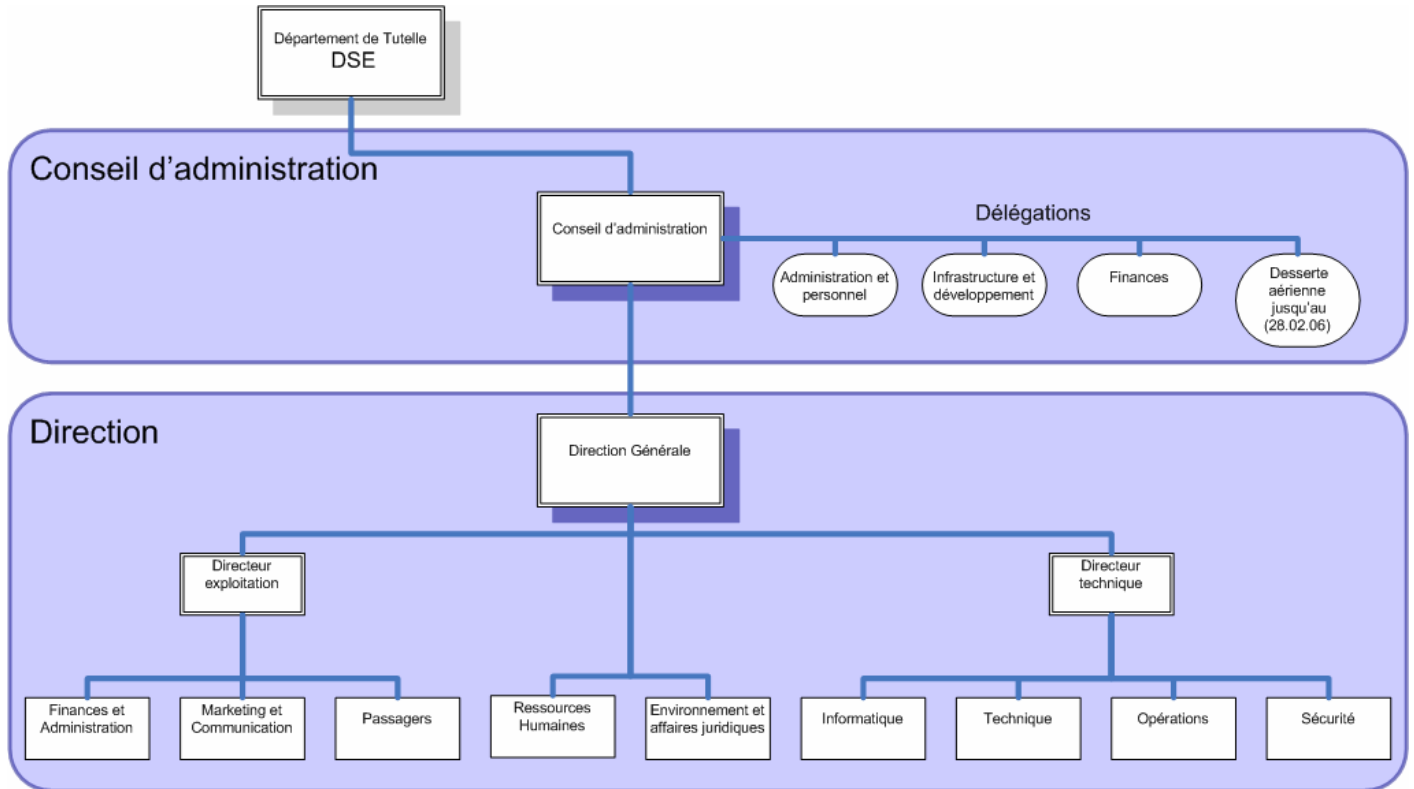 Département de Tutelle
DSE
Conseil d'administration
Conseil d'administration
Délégations
Administration et
personnel
Infrastructure et
développement
Finances
Desserte
aérienne
jusqu'au
(28.02.06)
Direction
Direction Générale
Directeur
exploitation
Directeur
technique
Finances et
Administration
Marketing et
Communication
Passagers
Ressources
Humaines
Environnement et
affaires juridiques
Informatique
Technique
Opérations
Sécurité